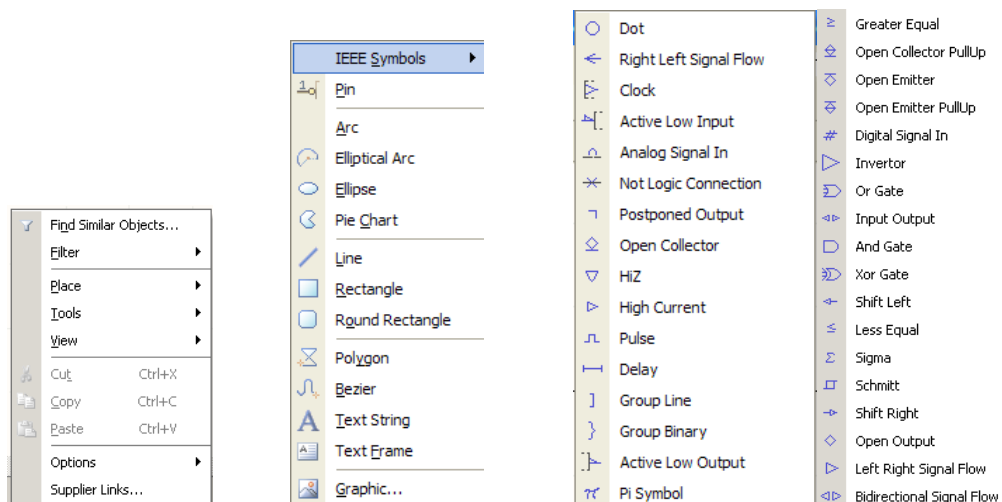 Find Similar Objects...
Filter
Place
Tools
View
Cut Ctrl+X
Copy Ctrl+C
Paste Ctrl+V
Options
Supplier Links...
IEEE Symbols
Pin
Arc
Elliptical Arc
Ellipse
Pie Chart
Line
Rectangle
Round Rectangle
Polygon
Bezier
Text String
Text Frame
Graphic...
Dot
Right Left Signal Flow
Clock
Active Low Input
Analog Signal In
Not Logic Connection
Postponed Output
Open Collector
HiZ
High Current
Pulse
Delay
Group Line
Group Binary
Active Low Output
Pi Symbol
Greater Equal
Open Collector PullUp
Open Emitter
Open Emitter PullUp
Digital Signal In
Invertor
Or Gate
Input Output
And Gate
Xor Gate
Shift Left
Less Equal
Sigma
Schmitt
Shift Right
Open Output
Left Right Signal Flow
Bidirectional Signal Flow